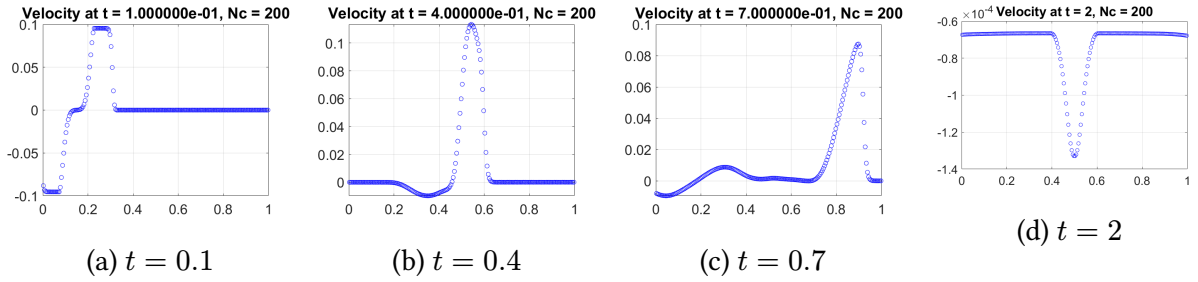 Velocity at t = 1.000000e-01, Nc = 200
0.1
0.05
0
-0.05
-0.1
0 0.2 0.4 0.6 0.8 1
(a) t = 0.1
Velocity at t = 4.000000e-01, Nc = 200
0.1
0.08
0.06
0.04
0.02
0
0 0.2 0.4 0.6 0.8 1
(b) t = 0.4
Velocity at t = 7.000000e-01, Nc = 200
0.1
0.08
0.06
0.04
0.02
0
0 0.2 0.4 0.6 0.8 1
(c) t = 0.7
×10-4 Velocity at t = 2, Nc = 200
-0.6
-0.8
-1
-1.2
-1.4
0 0.2 0.4 0.6 0.8 1
(d) t = 2